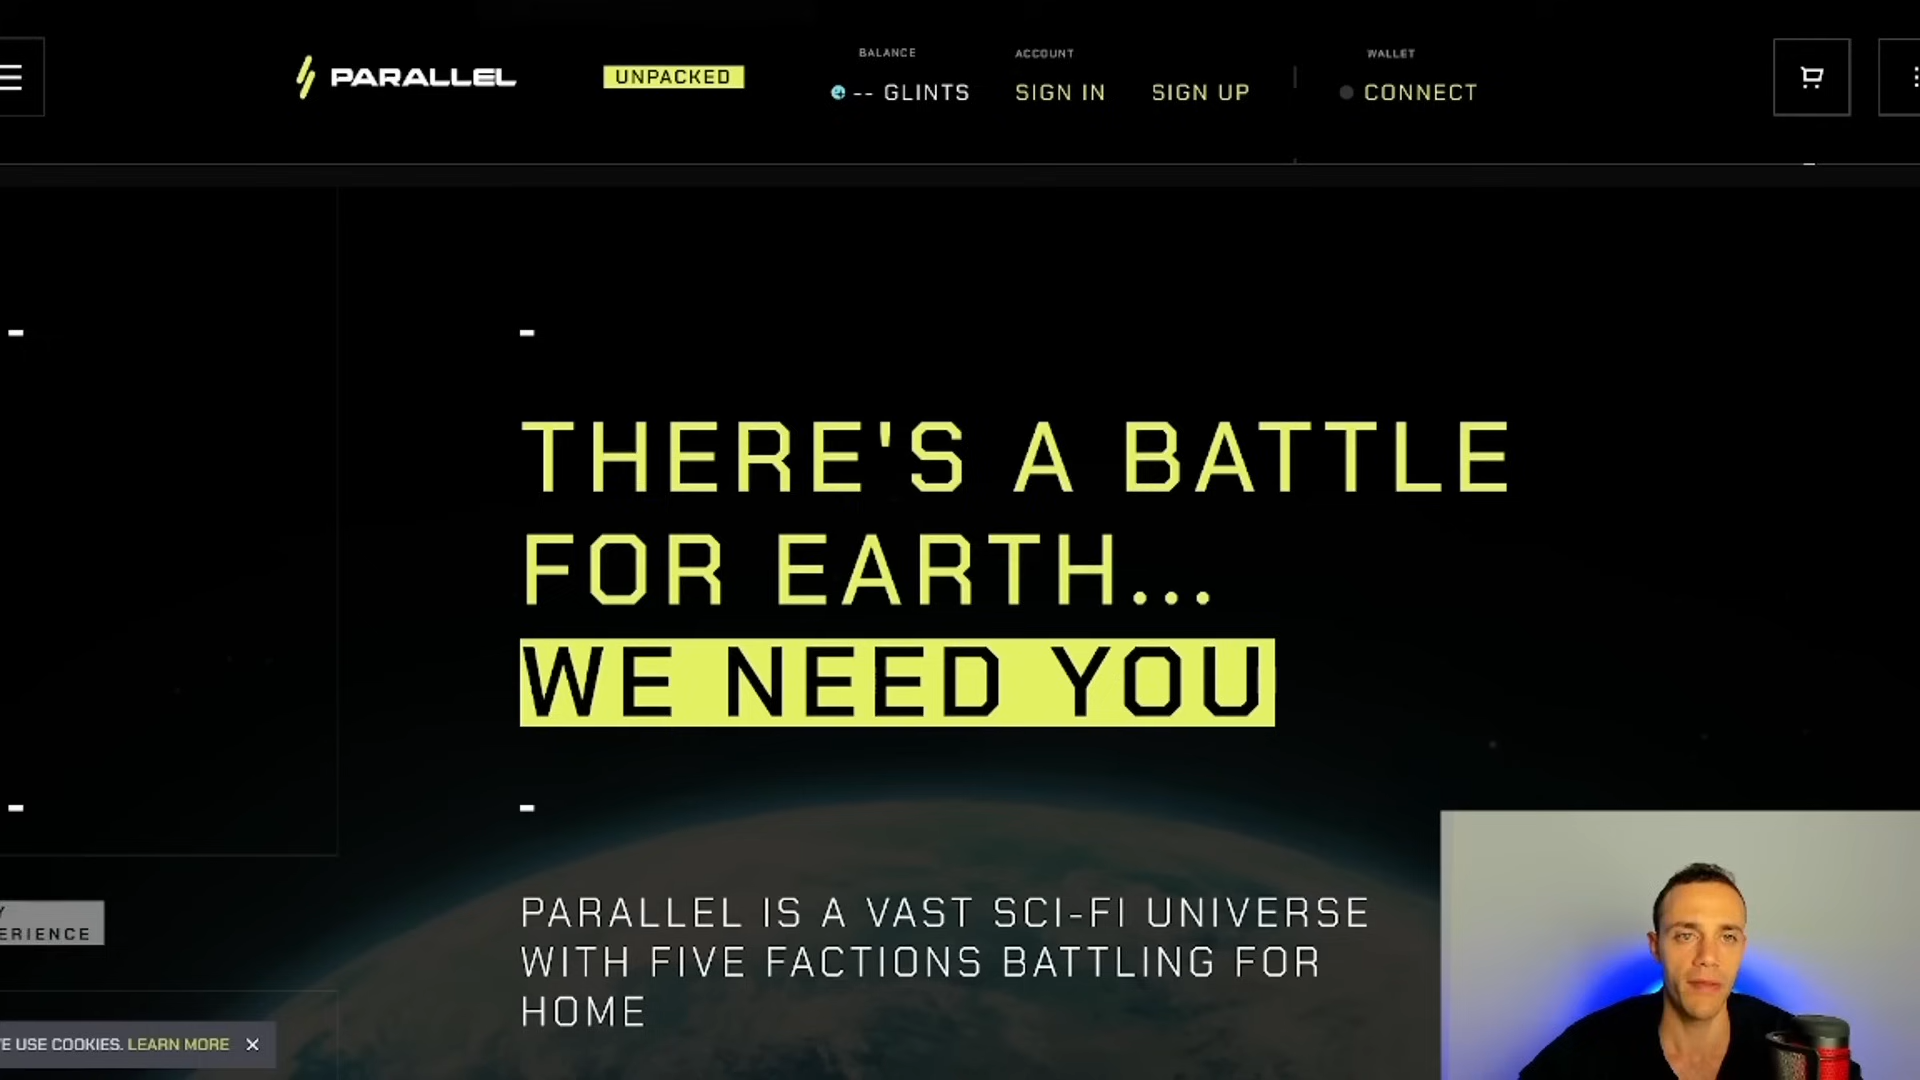 PARALLEL
UNPACKED
BALANCE
-- GLINTS
ACCOUNT
SIGN IN
SIGN UP
WALLET
CONNECT
THERE'S A BATTLE
FOR EARTH...
WE NEED YOU
PARALLEL IS A VAST SCI-FI UNIVERSE
WITH FIVE FACTIONS BATTLING FOR
HOME
ERIENCE
E USE COOKIES. LEARN MORE